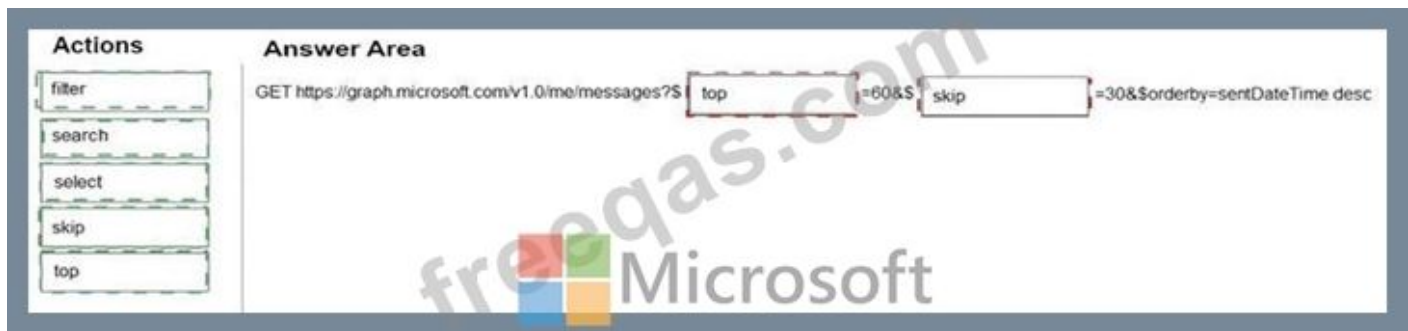 Actions
Answer Area
filter
GET https://graph.microsoft.com/v1.0/me/messages?$ top =60&$ skip =30&$orderby=sentDateTime desc
search
select
skip
top
freeqas.com
Microsoft